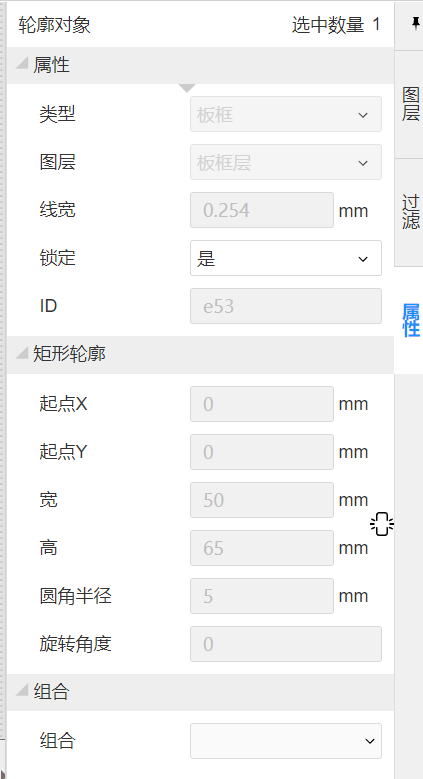 轮廓对象 选中数量 1
属性
类型 板框
图层 板框层
线宽 0.254 mm
锁定 是
ID e53
矩形轮廓
起点X 0 mm
起点Y 0 mm
宽 50 mm
高 65 mm
圆角半径 5 mm
旋转角度 0
组合
组合
图层
过滤
属性